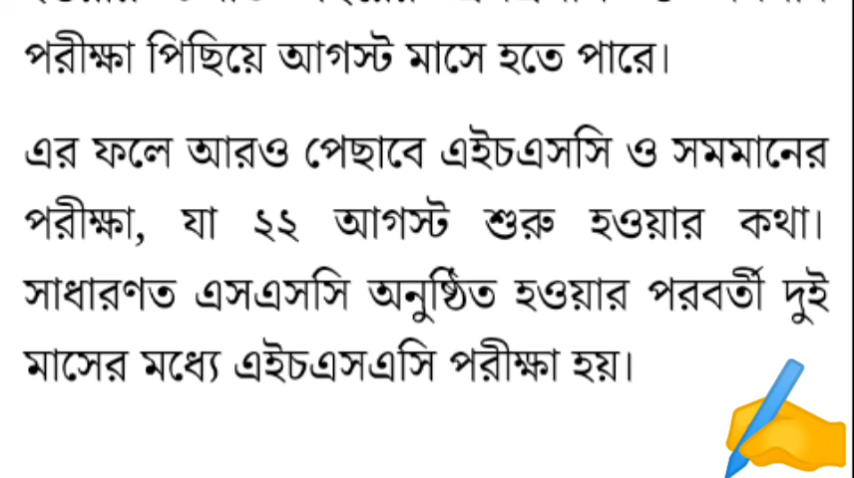 পরীক্ষা পিছিয়ে আগস্ট মাসে হতে পারে।
এর ফলে আরও পেছাবে এইচএসসি ও সমমানের
পরীক্ষা, যা ২২ আগস্ট শুরু হওয়ার কথা।
সাধারণত এসএসসি অনুষ্ঠিত হওয়ার পরবর্তী দুই
মাসের মধ্যে এইচএসএসি পরীক্ষা হয়।